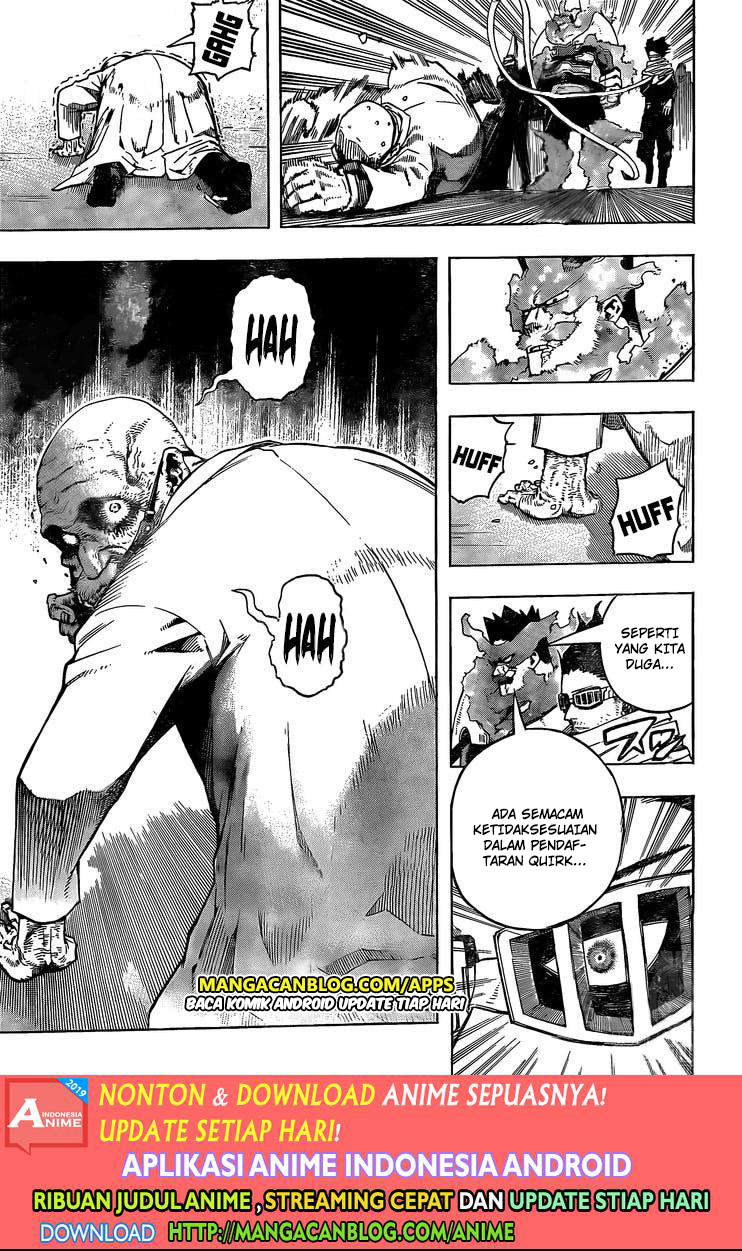 GAHG
HAH
HAH
HUFF
HUFF
SEPERTI
YANG KITA
DUGA...
ズッ
ADA SEMACAM
KETIDAKSESUAIAN
DALAM PENDAF-
TARAN QUIRK...
MANGACANBLOG.COM/APPS
BACA KOMIK ANDROID UPDATE TIAP HARI
2019
INDONESIA
ANIME
NONTON & DOWNLOAD ANIME SEPUASNYA!
UPDATE SETIAP HARI!
APLIKASI ANIME INDONESIA ANDROID
RIBUAN JUDUL ANIME , STREAMING CEPAT DAN UPDATE STIAP HARI
DOWNLOAD HTTP://MANGACANBLOG.COM/ANIME